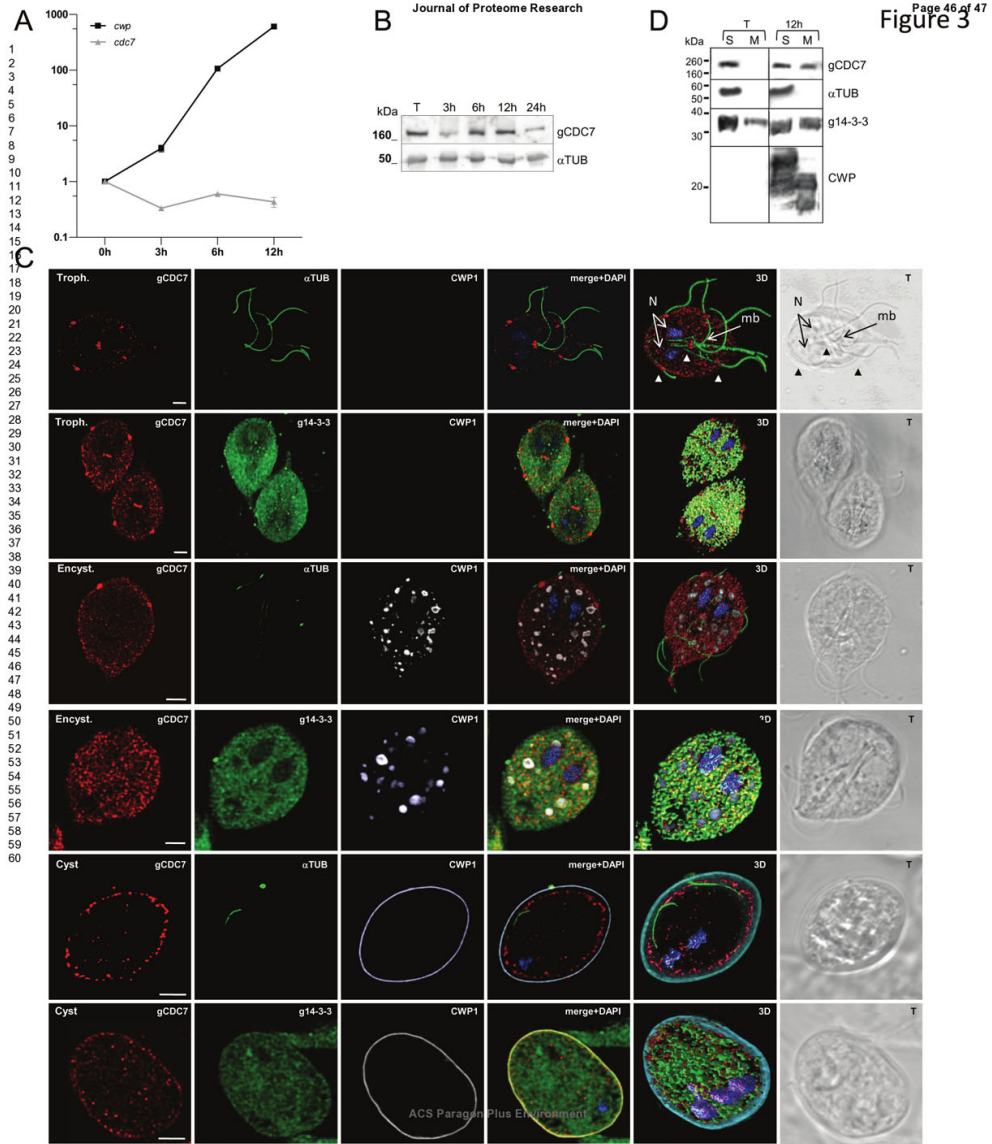 Journal of Proteome Research
Page 46 of 47
Figure 3
A
1000
100
10
1
0.1
cwp
cdc7
0h 3h 6h 12h
B
T 3h 6h 12h 24h
kDa
160
gCDC7
50
αTUB
D
T 12h
kDa S M S M
260
160
gCDC7
60
50
αTUB
40
30
g14-3-3
20
CWP
1
2
3
4
5
6
7
8
9
10
11
12
13
14
15
16
17
18
19
20
21
22
23
24
25
26
27
28
29
30
31
32
33
34
35
36
37
38
39
40
41
42
43
44
45
46
47
48
49
50
51
52
53
54
55
56
57
58
59
60
C
Troph. gCDC7 αTUB CWP1 merge+DAPI 3D T
N mb N mb
Troph. gCDC7 g14-3-3 CWP1 merge+DAPI 3D T
Encyst. gCDC7 αTUB CWP1 merge+DAPI 3D T
Encyst. gCDC7 g14-3-3 CWP1 merge+DAPI 3D T
Cyst gCDC7 αTUB CWP1 merge+DAPI 3D T
Cyst gCDC7 g14-3-3 CWP1 merge+DAPI 3D T
ACS Paragon Plus Environment